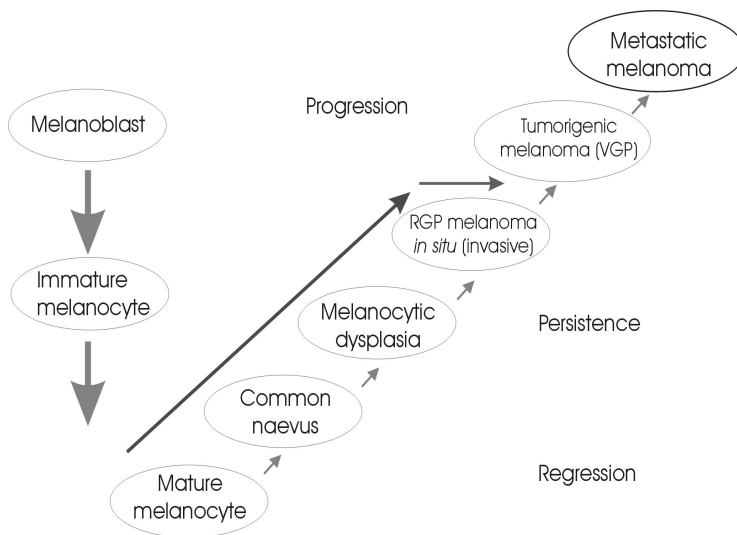 Metastatic
melanoma
Progression
Melanoblast
Tumorigenic
melanoma (VGP)
RGP melanoma
in situ (invasive)
Immature
melanocyte
Melanocytic
dysplasia
Persistence
Common
naevus
Mature
melanocyte
Regression